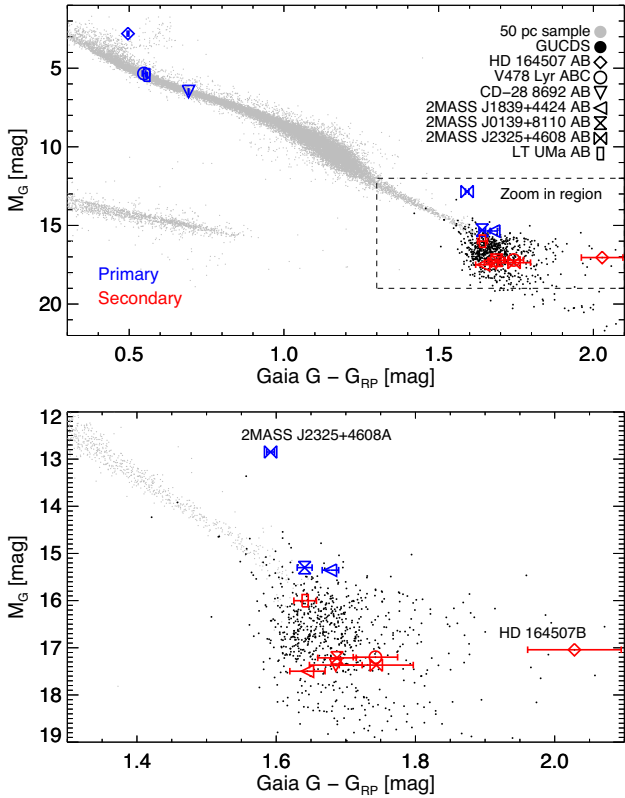 5
10
15
20
M_G [mag]
50 pc sample
GUCDS
HD 164507 AB
V478 Lyr ABC
CD−28 8692 AB
2MASS J1839+4424 AB
2MASS J0139+8110 AB
2MASS J2325+4608 AB
LT UMa AB
Zoom in region
Primary
Secondary
0.5
1.0
1.5
2.0
Gaia G − G_RP [mag]
12
13
14
15
16
17
18
19
M_G [mag]
2MASS J2325+4608A
HD 164507B
1.4
1.6
1.8
2.0
Gaia G − G_RP [mag]